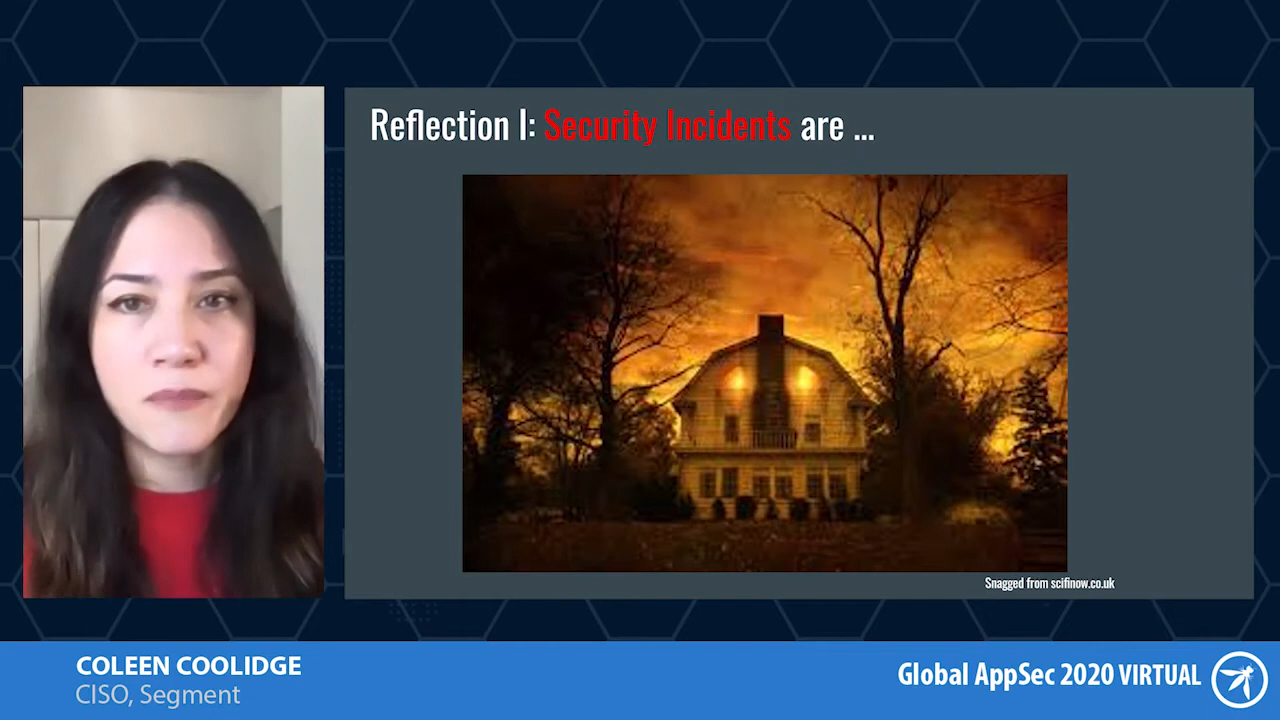 Reflection I: Security Incidents are ...
Snagged from scifinow.co.uk
COLEEN COOLIDGE
CISO, Segment
Global AppSec 2020 VIRTUAL